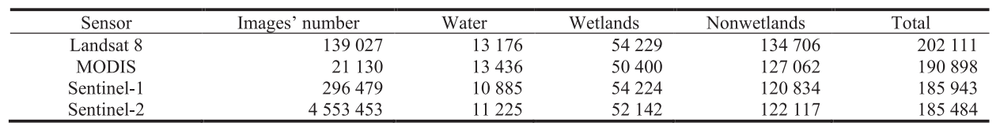 Sensor Images’ number Water Wetlands Nonwetlands Total
Landsat 8 139 027 13 176 54 229 134 706 202 111
MODIS 21 130 13 436 50 400 127 062 190 898
Sentinel-1 296 479 10 885 54 224 120 834 185 943
Sentinel-2 4 553 453 11 225 52 142 122 117 185 484